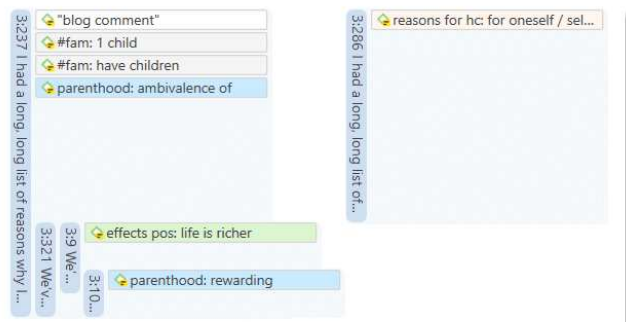 3:237 I had a long, long list of reasons why I...
"blog comment"
#fam: 1 child
#fam: have children
parenthood: ambivalence of
3:321 We'v...
3:9 We'...
effects pos: life is richer
3:10...
parenthood: rewarding
3:286 I had a long, long list of...
reasons for hc: for oneself / sel...